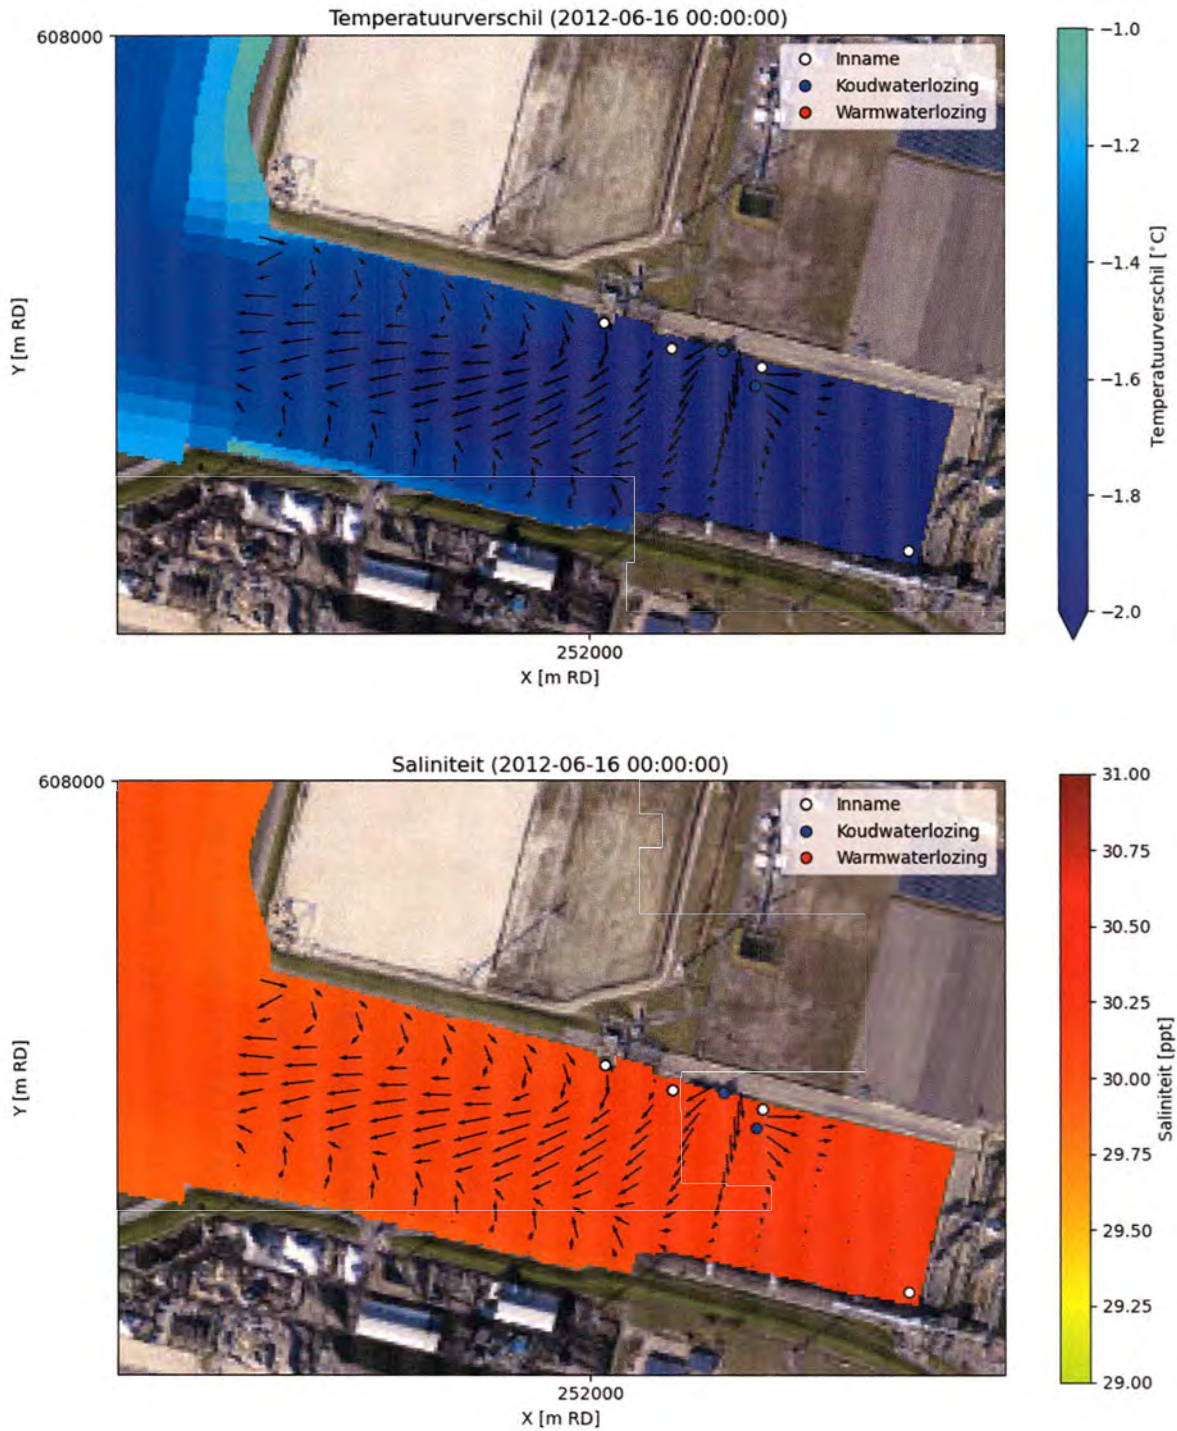 Temperatuurverschil (2012-06-16 00:00:00)
608000
Inname
Koudwaterlozing
Warmwaterlozing
Y [m RD]
252000
X [m RD]
−1.0
−1.2
−1.4
−1.6
−1.8
−2.0
Temperatuurverschil [°C]
Saliniteit (2012-06-16 00:00:00)
608000
Inname
Koudwaterlozing
Warmwaterlozing
Y [m RD]
252000
X [m RD]
31.00
30.75
30.50
30.25
30.00
29.75
29.50
29.25
29.00
Saliniteit [ppt]